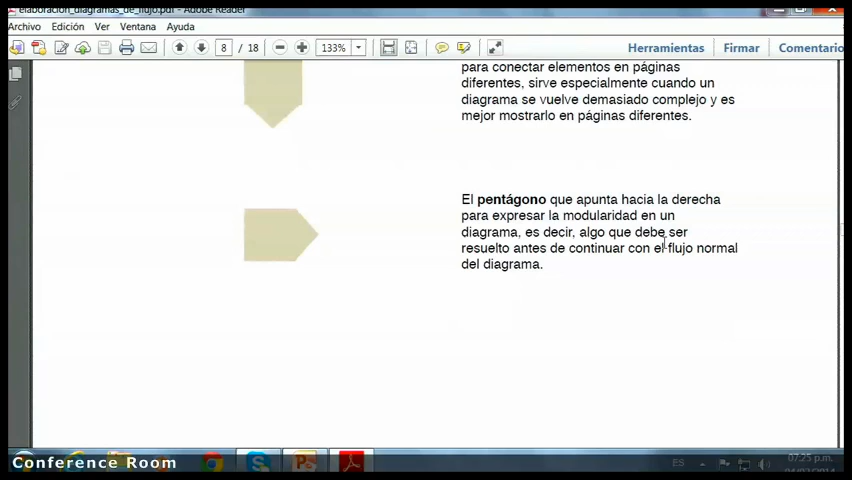 elaboración_diagramas_de_flujo.pdf - Adobe Reader
Archivo Edición Ver Ventana Ayuda
8 / 18 133% Herramientas Firmar Comentario
para conectar elementos en páginas
diferentes, sirve especialmente cuando un
diagrama se vuelve demasiado complejo y es
mejor mostrarlo en páginas diferentes.
El pentágono que apunta hacia la derecha
para expresar la modularidad en un
diagrama, es decir, algo que debe ser
resuelto antes de continuar con el flujo normal
del diagrama.
07:25 p.m.
ES
Conference Room